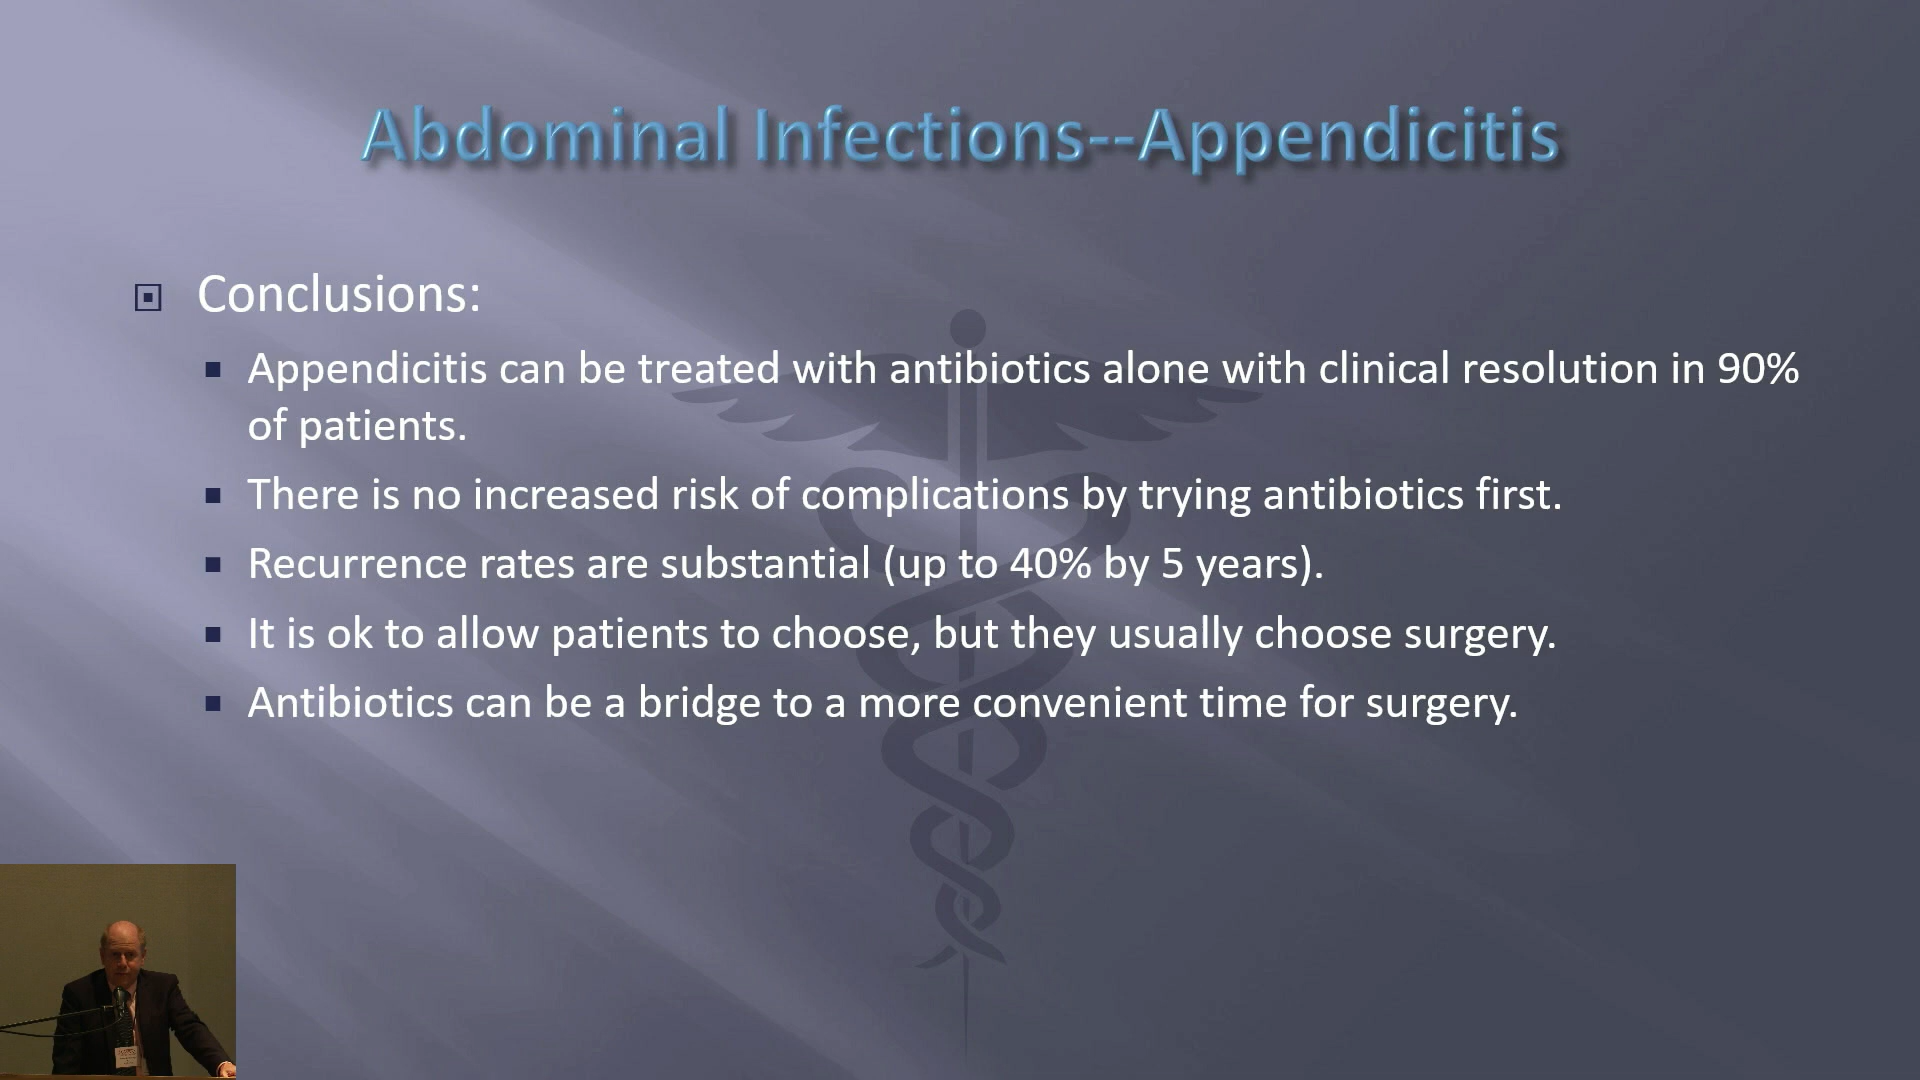 Abdominal Infections--Appendicitis
Conclusions:
Appendicitis can be treated with antibiotics alone with clinical resolution in 90%
of patients.
There is no increased risk of complications by trying antibiotics first.
Recurrence rates are substantial (up to 40% by 5 years).
It is ok to allow patients to choose, but they usually choose surgery.
Antibiotics can be a bridge to a more convenient time for surgery.